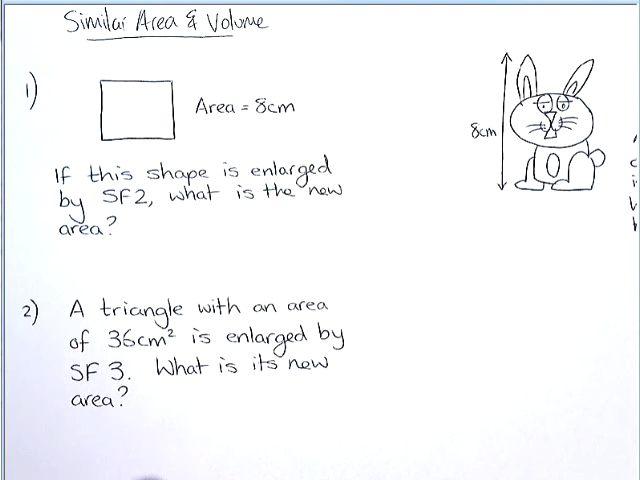 Similar Area & Volume
1)
Area = 8cm
If this shape is enlarged
by SF2, what is the new
area?
8cm
2) A triangle with an area
of 36cm² is enlarged by
SF 3. What is its new
area?